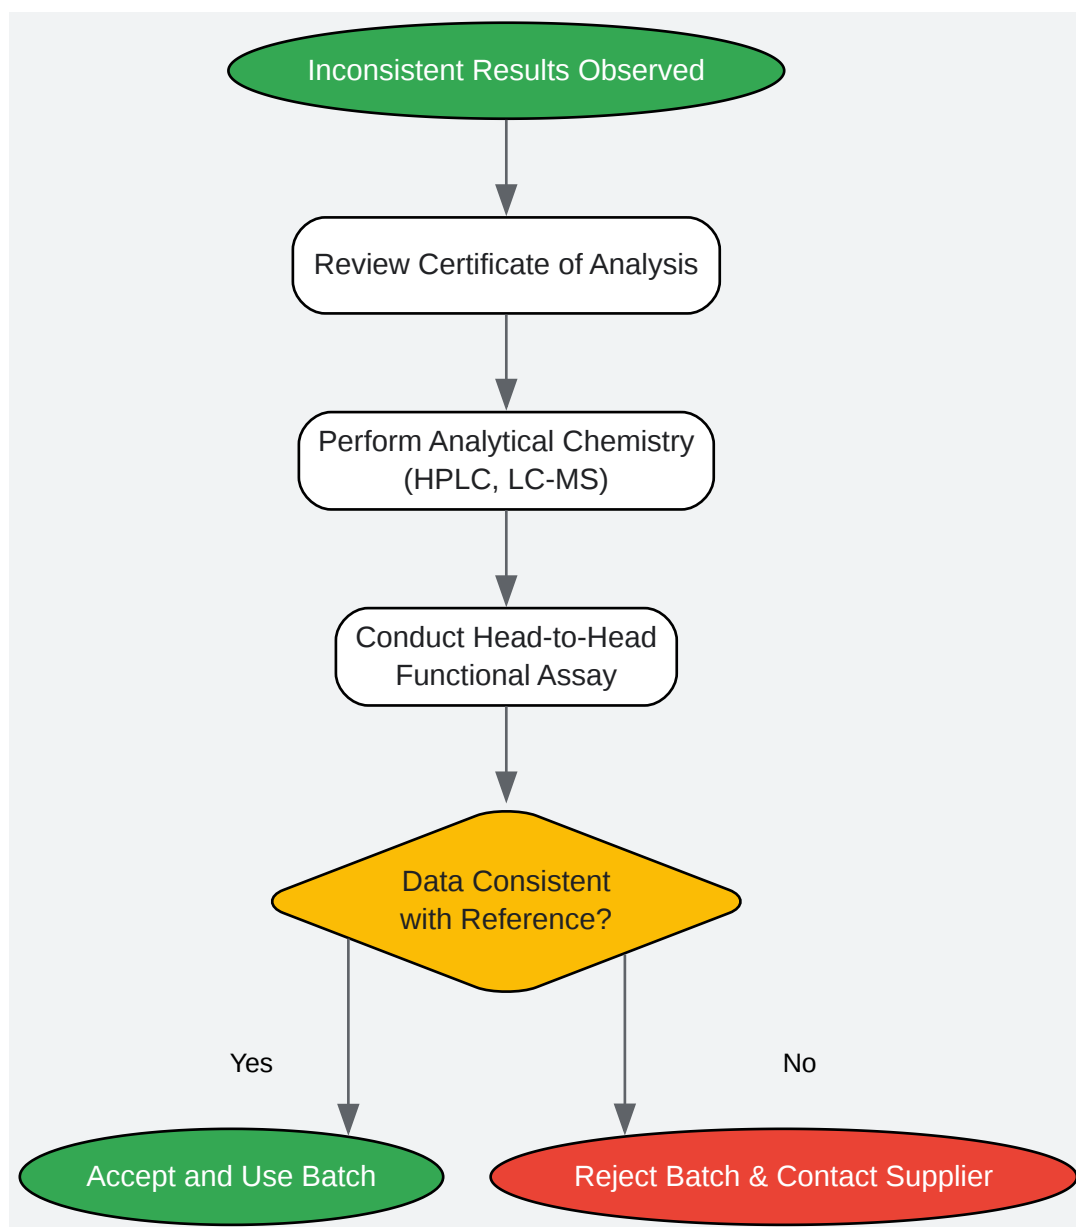 Inconsistent Results Observed
Review Certificate of Analysis
Perform Analytical Chemistry
(HPLC, LC-MS)
Conduct Head-to-Head
Functional Assay
Data Consistent
with Reference?
Yes
No
Accept and Use Batch
Reject Batch & Contact Supplier